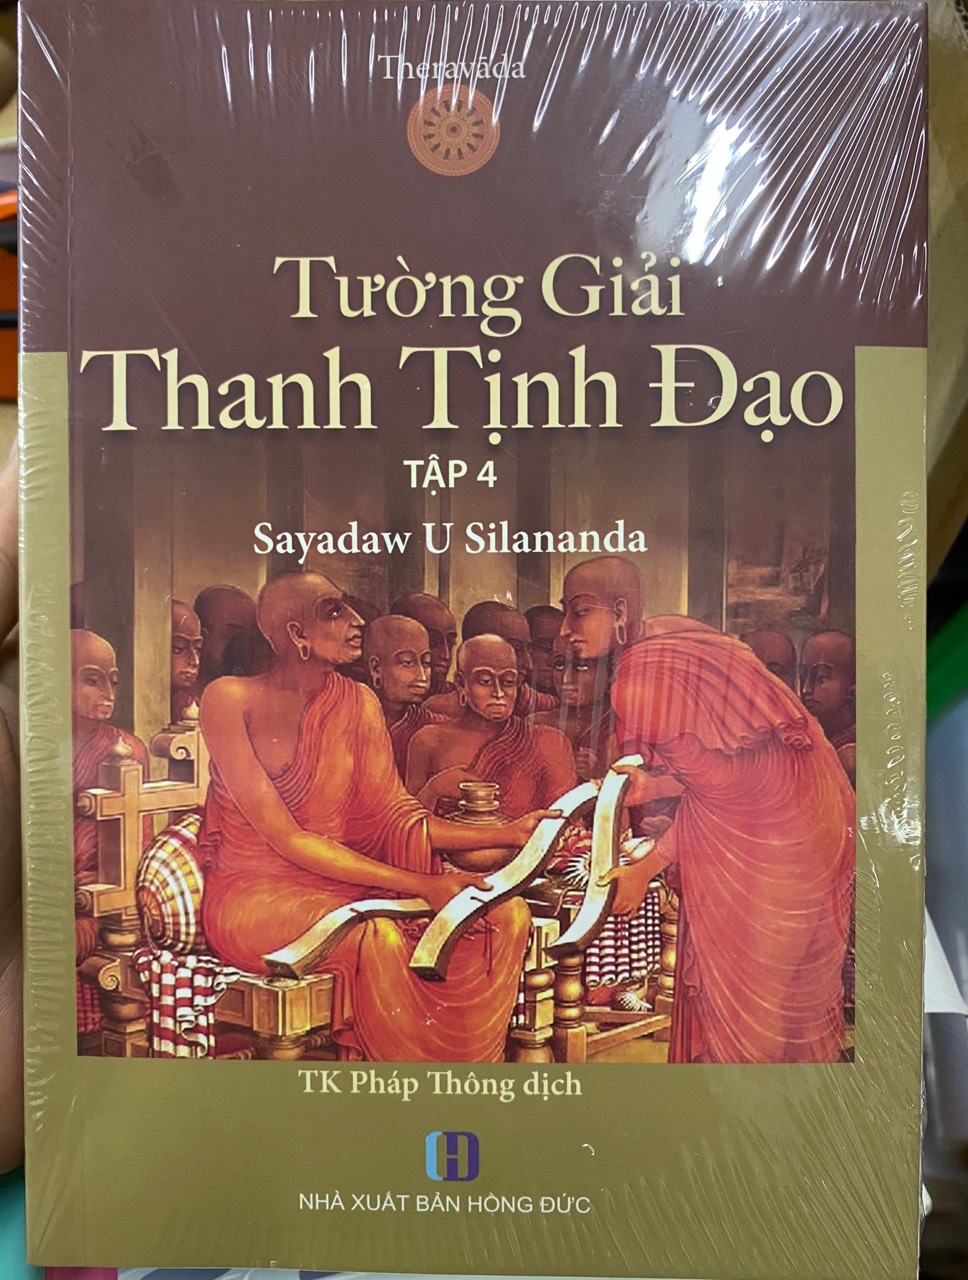 Theravāda
Tường Giải
Thanh Tịnh Đạo
TẬP 4
Sayadaw U Silananda
TK Pháp Thông dịch
NHÀ XUẤT BẢN HỒNG ĐỨC